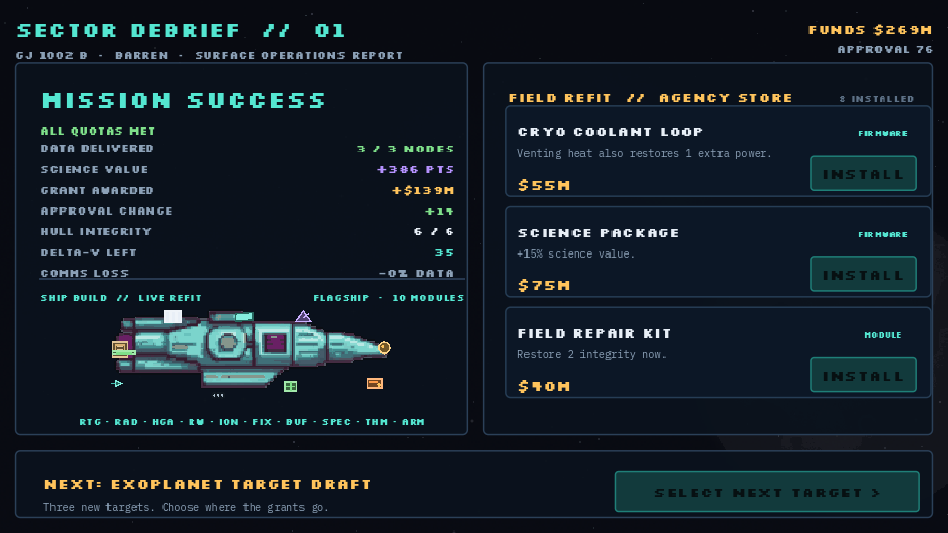 SECTOR DEBRIEF // 01
FUNDS $269M
GJ 1002 B · BARREN · SURFACE OPERATIONS REPORT
APPROVAL 76
MISSION SUCCESS
ALL QUOTAS MET
DATA DELIVERED 3 / 3 NODES
SCIENCE VALUE +386 PTS
GRANT AWARDED +$139M
APPROVAL CHANGE +14
HULL INTEGRITY 6 / 6
DELTA-V LEFT 35
COMMS LOSS -0% DATA
SHIP BUILD // LIVE REFIT FLAGSHIP · 10 MODULES
RTG · RAD · HGA · RW · ION · FIX · BUF · SPEC · THM · ARM
FIELD REFIT // AGENCY STORE 8 INSTALLED
CRYO COOLANT LOOP FIRMWARE
Venting heat also restores 1 extra power.
$55M INSTALL
SCIENCE PACKAGE FIRMWARE
+15% science value.
$75M INSTALL
FIELD REPAIR KIT MODULE
Restore 2 integrity now.
$40M INSTALL
NEXT: EXOPLANET TARGET DRAFT
Three new targets. Choose where the grants go.
SELECT NEXT TARGET >